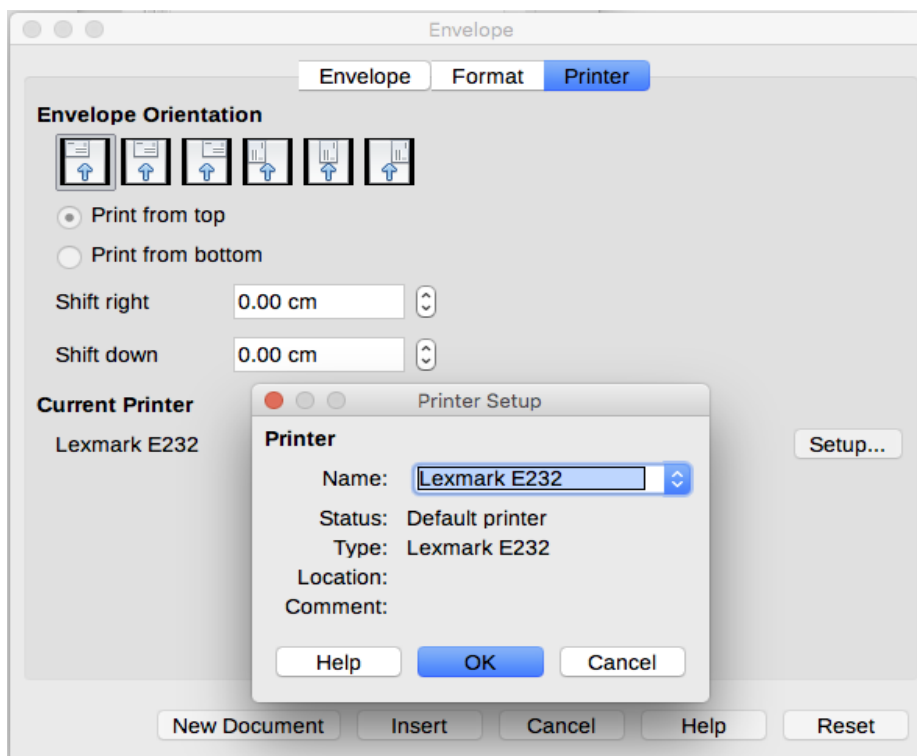 Envelope
Envelope Format Printer
Envelope Orientation
Print from top
Print from bottom
Shift right 0.00 cm
Shift down 0.00 cm
Current Printer
Lexmark E232
Setup...
Printer Setup
Printer
Name: Lexmark E232
Status: Default printer
Type: Lexmark E232
Location:
Comment:
Help OK Cancel
New Document Insert Cancel Help Reset